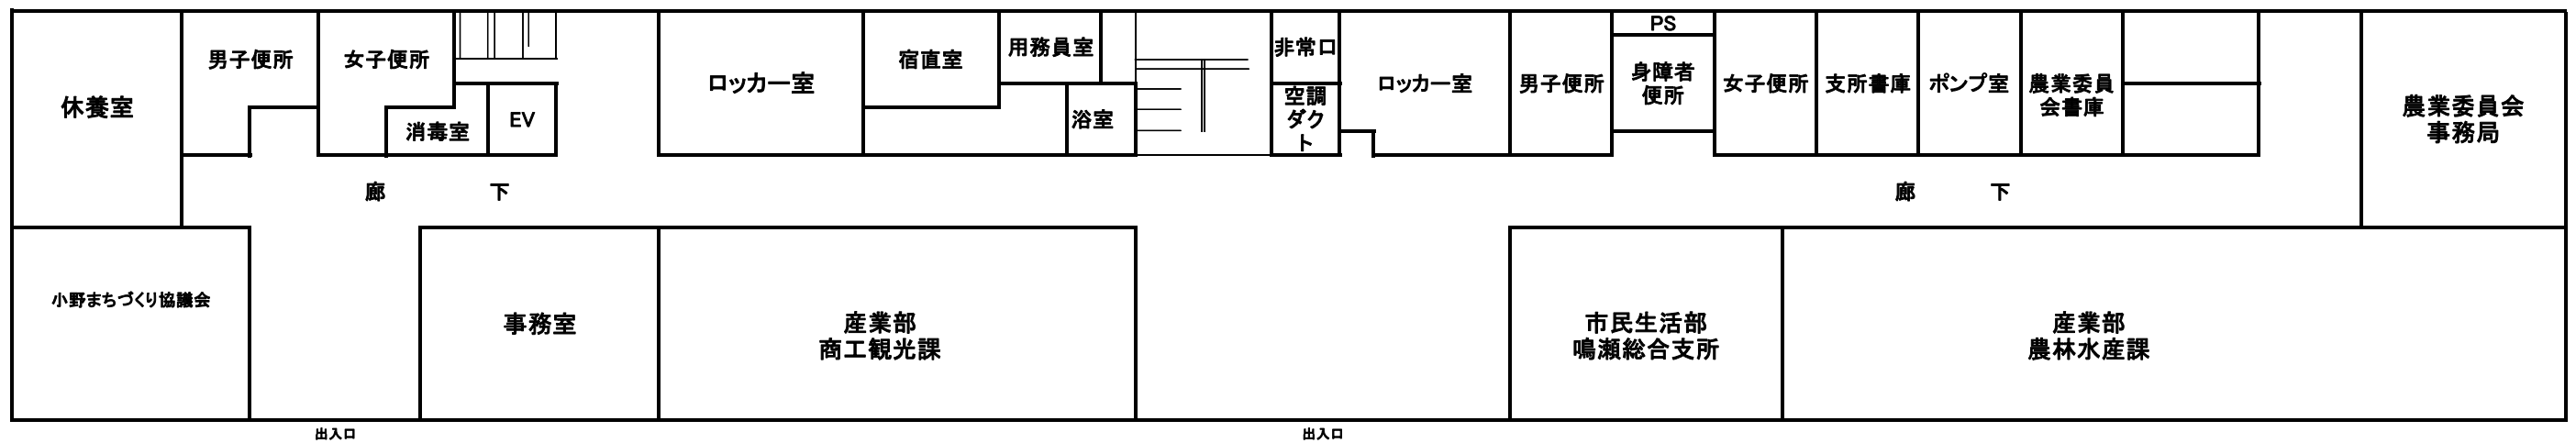 休養室
男子便所
女子便所
消毒室
EV
ロッカー室
宿直室
用務員室
浴室
非常口
空調
ダク
ト
ロッカー室
男子便所
PS
身障者
便所
女子便所
支所書庫
ポンプ室
農業委員
会書庫
農業委員会
事務局
廊　下
廊　下
小野まちづくり協議会
事務室
産業部
商工観光課
市民生活部
鳴瀬総合支所
産業部
農林水産課
出入口
出入口